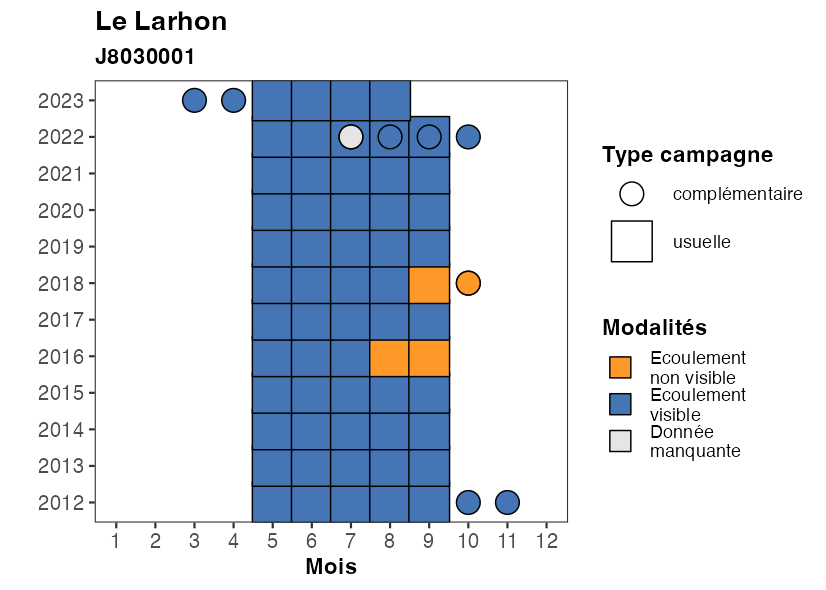 Le Larhon
J8030001
2023
2022
2021
2020
2019
2018
2017
2016
2015
2014
2013
2012
1 2 3 4 5 6 7 8 9 10 11 12
Mois
Type campagne
complémentaire
usuelle
Modalités
Ecoulement
non visible
Ecoulement
visible
Donnée
manquante